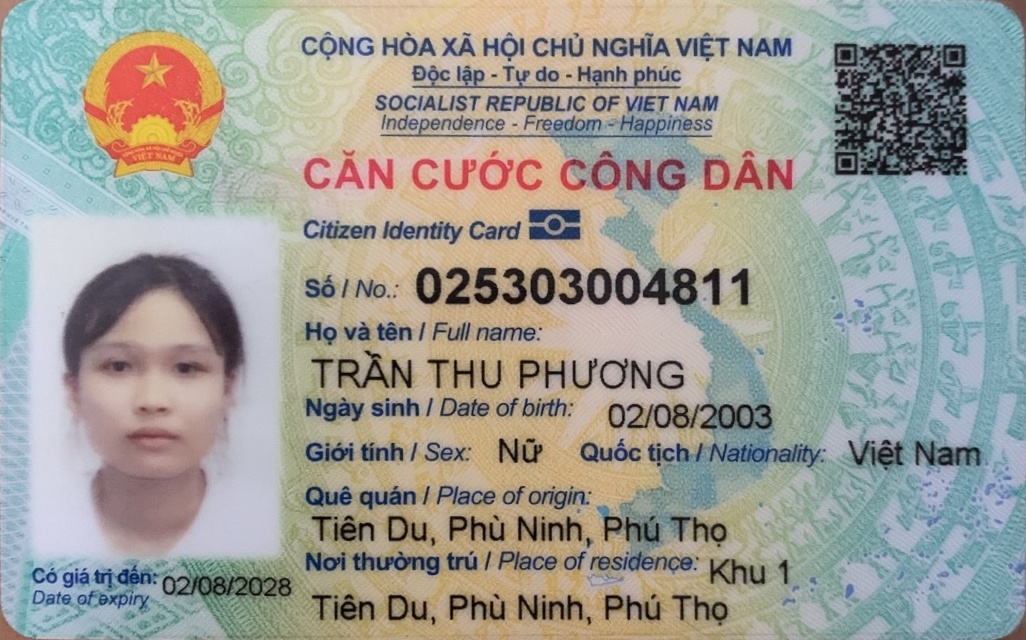 CỘNG HÒA XÃ HỘI CHỦ NGHĨA VIỆT NAM
Độc lập - Tự do - Hạnh phúc
SOCIALIST REPUBLIC OF VIET NAM
Independence - Freedom - Happiness
CĂN CƯỚC CÔNG DÂN
Citizen Identity Card
Số / No.: 025303004811
Họ và tên / Full name:
TRẦN THU PHƯƠNG
Ngày sinh / Date of birth: 02/08/2003
Giới tính / Sex: Nữ Quốc tịch / Nationality: Việt Nam
Quê quán / Place of origin:
Tiên Du, Phù Ninh, Phú Thọ
Nơi thường trú / Place of residence: Khu 1
Tiên Du, Phù Ninh, Phú Thọ
Có giá trị đến: 02/08/2028
Date of expiry
VIỆT NAM